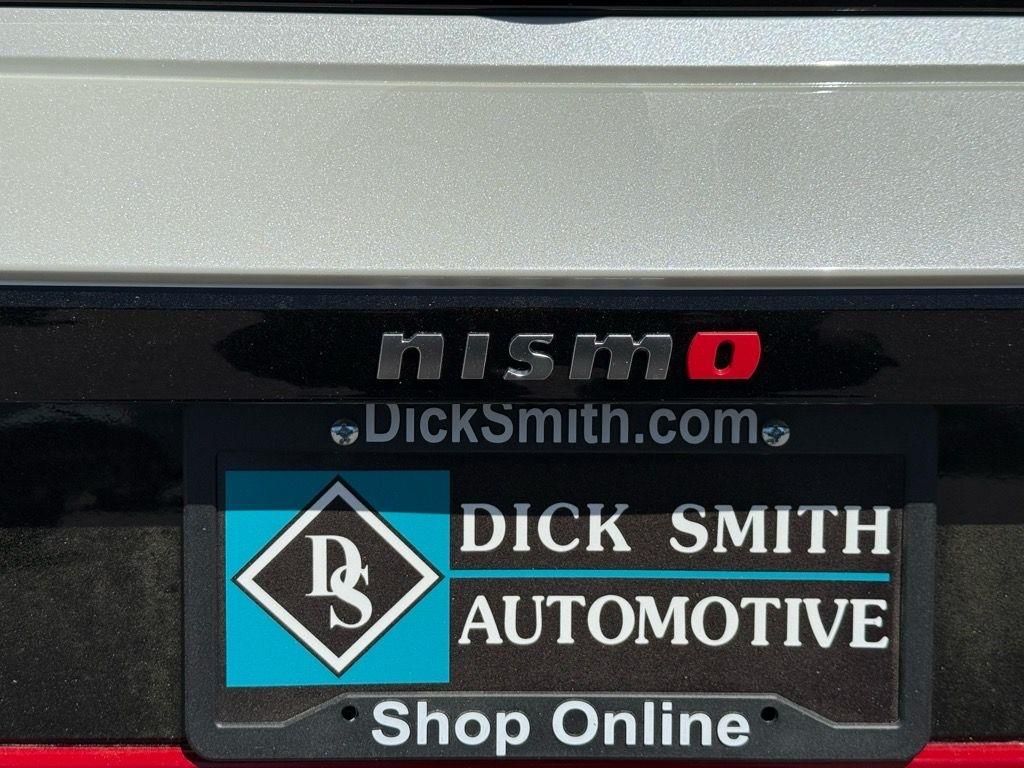 nismo
DickSmith.com
DS
DICK SMITH
AUTOMOTIVE
Shop Online